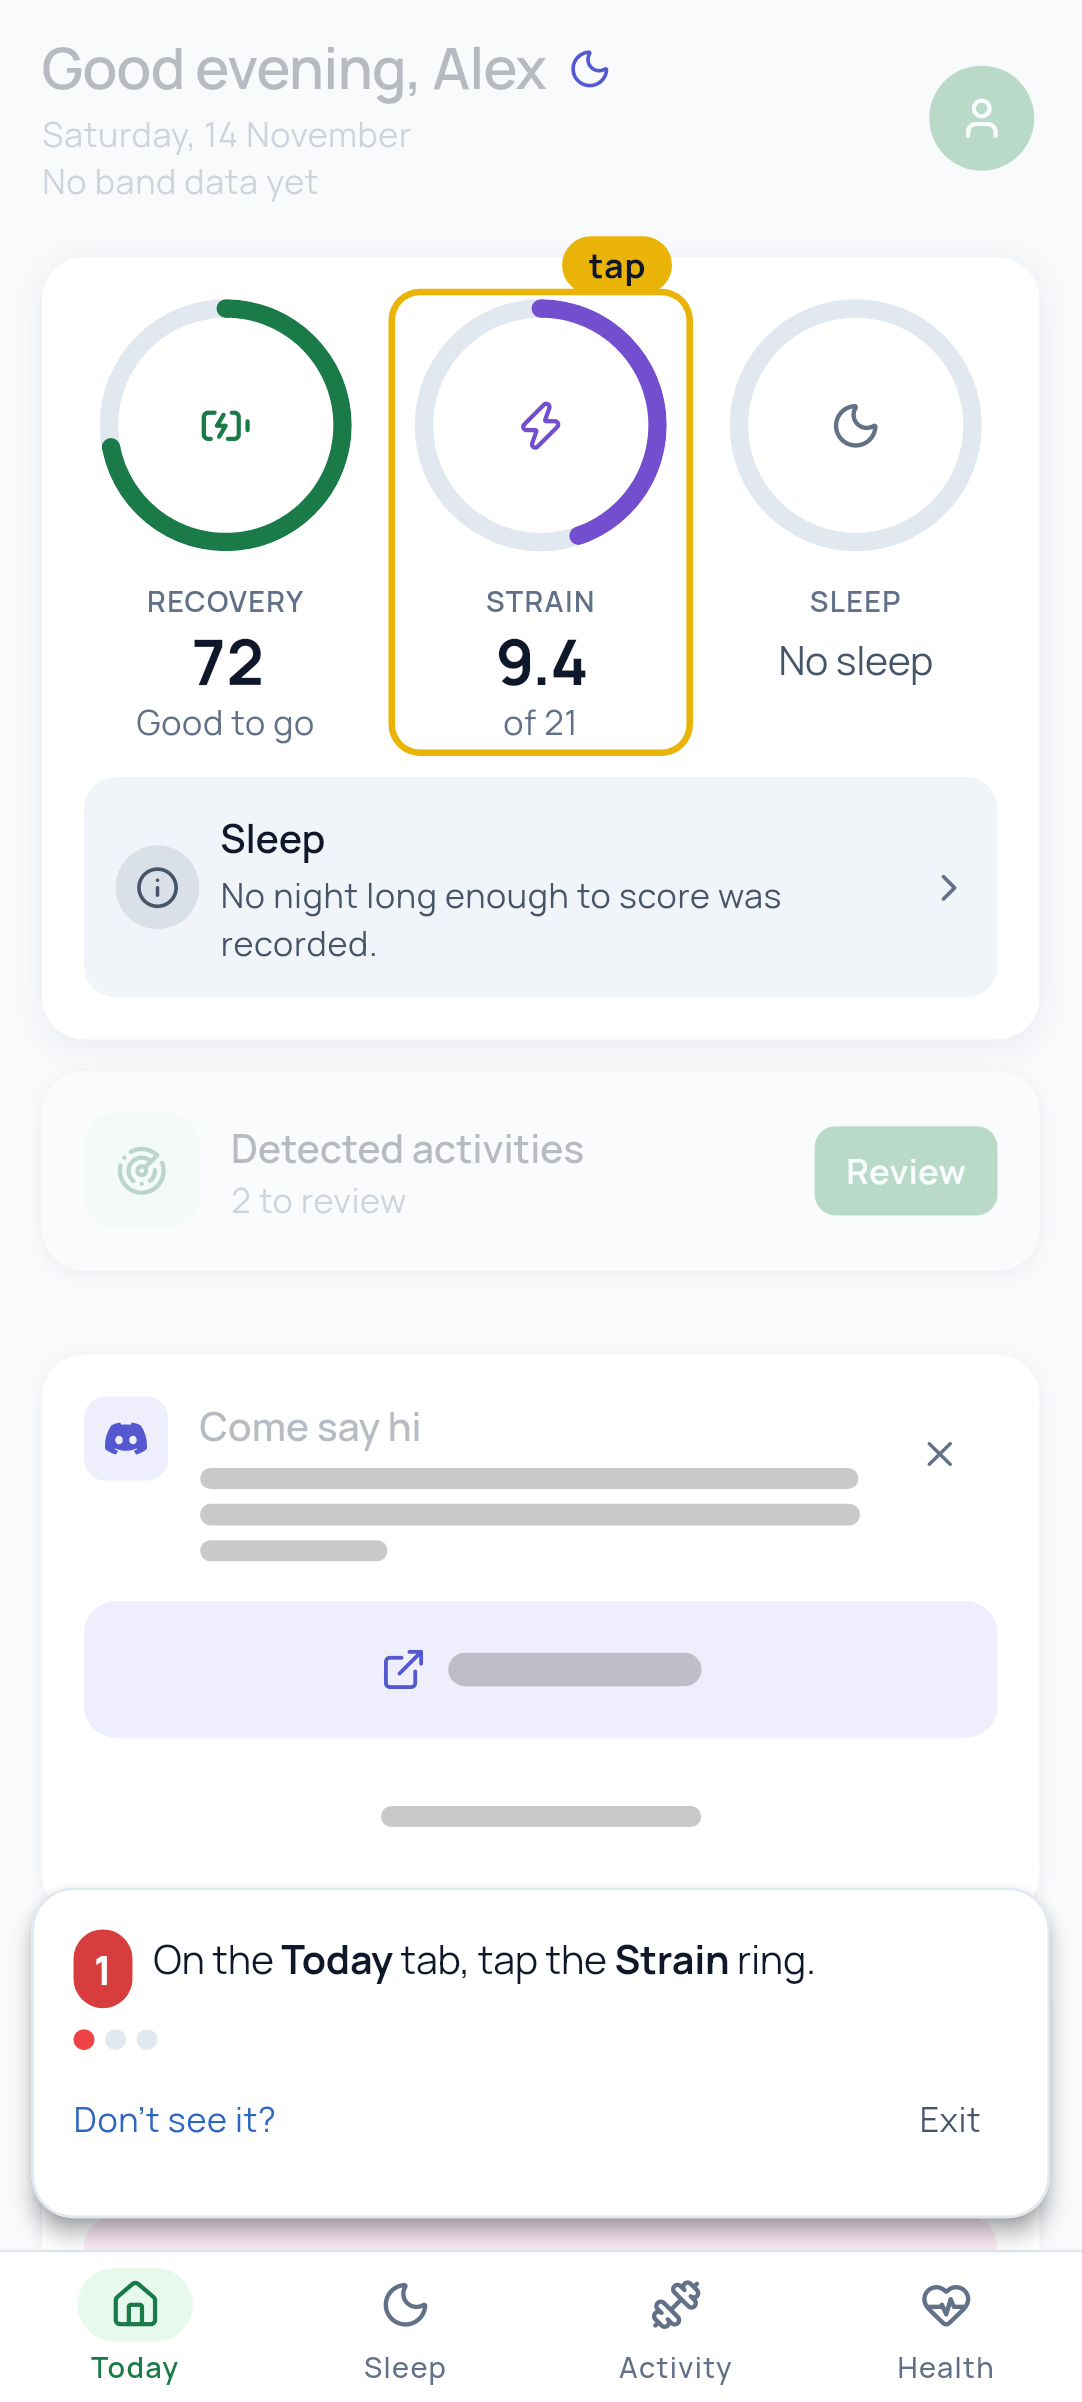 Good evening, Alex
Saturday, 14 November
No band data yet
tap
RECOVERY
72
Good to go
STRAIN
9.4
of 21
SLEEP
No sleep
Sleep
No night long enough to score was
recorded.
Detected activities
2 to review
Review
Come say hi
1 On the Today tab, tap the Strain ring.
Don't see it?
Exit
Today
Sleep
Activity
Health